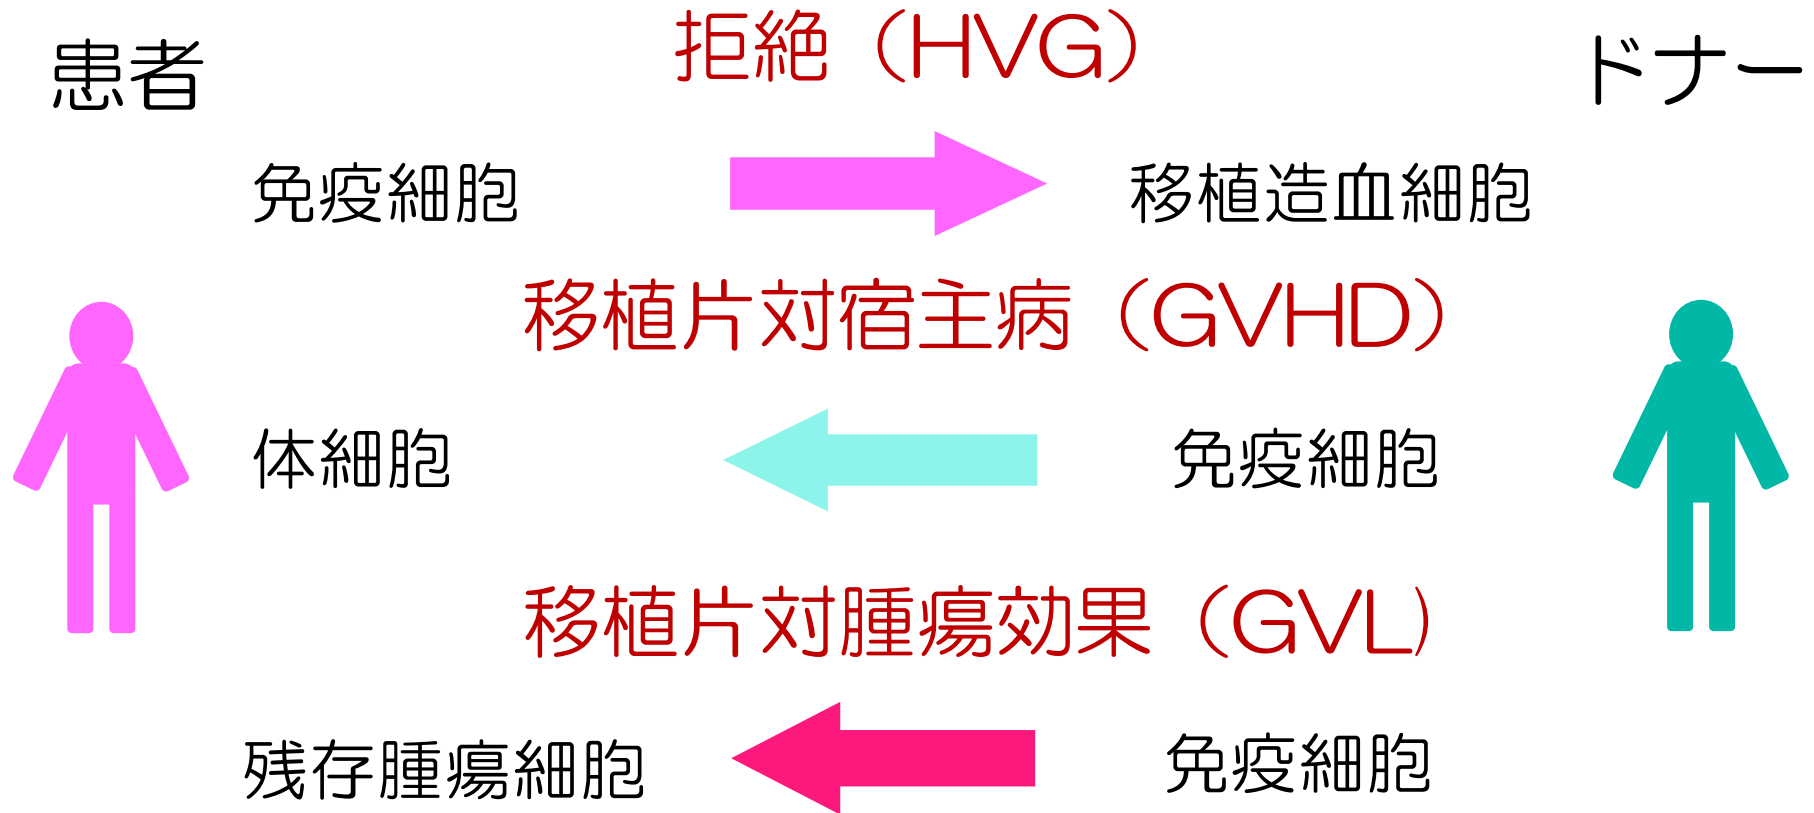 患者
拒絶（HVG）
ドナー
免疫細胞
移植造血細胞
移植片対宿主病（GVHD）
体細胞
免疫細胞
移植片対腫瘍効果（GVL)
残存腫瘍細胞
免疫細胞